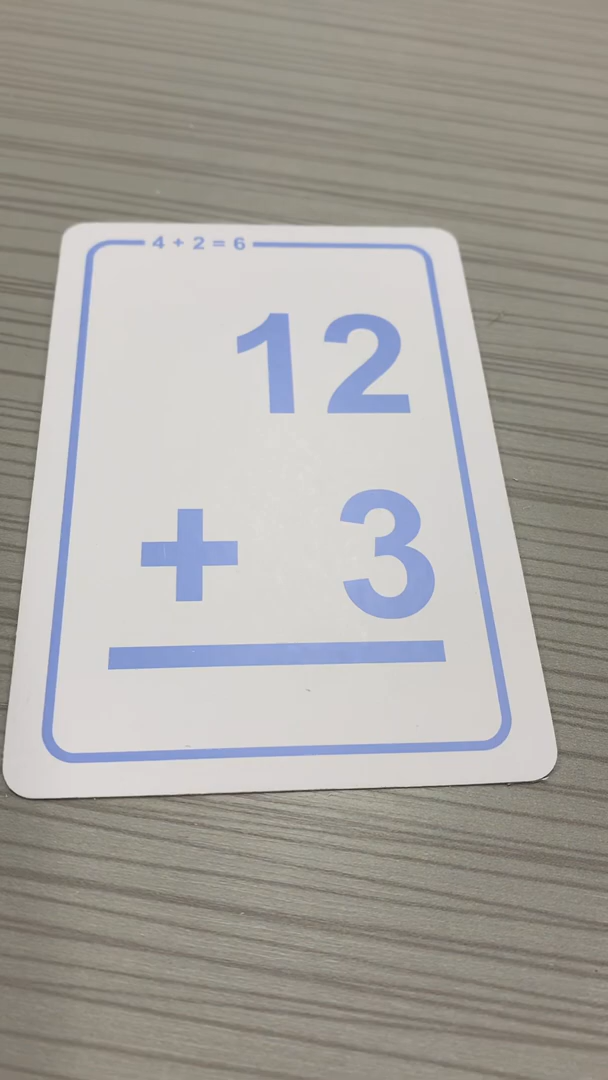 4 + 2 = 6
12
+ 3